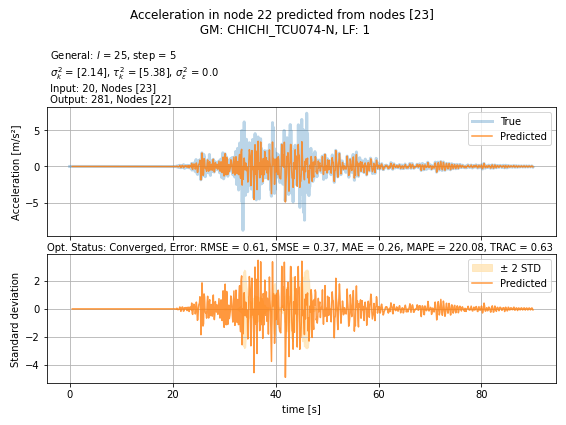 Acceleration in node 22 predicted from nodes [23]
GM: CHICHI_TCU074-N, LF: 1
General: l = 25, step = 5
σ²ₖ = [2.14], τ²ₖ = [5.38], σ²ε = 0.0
Input: 20, Nodes [23]
Output: 281, Nodes [22]
Acceleration [m/s²]
5
0
−5
True
Predicted
Opt. Status: Converged, Error: RMSE = 0.61, SMSE = 0.37, MAE = 0.26, MAPE = 220.08, TRAC = 0.63
Standard deviation
2
0
−2
−4
± 2 STD
Predicted
0 20 40 60 80
time [s]